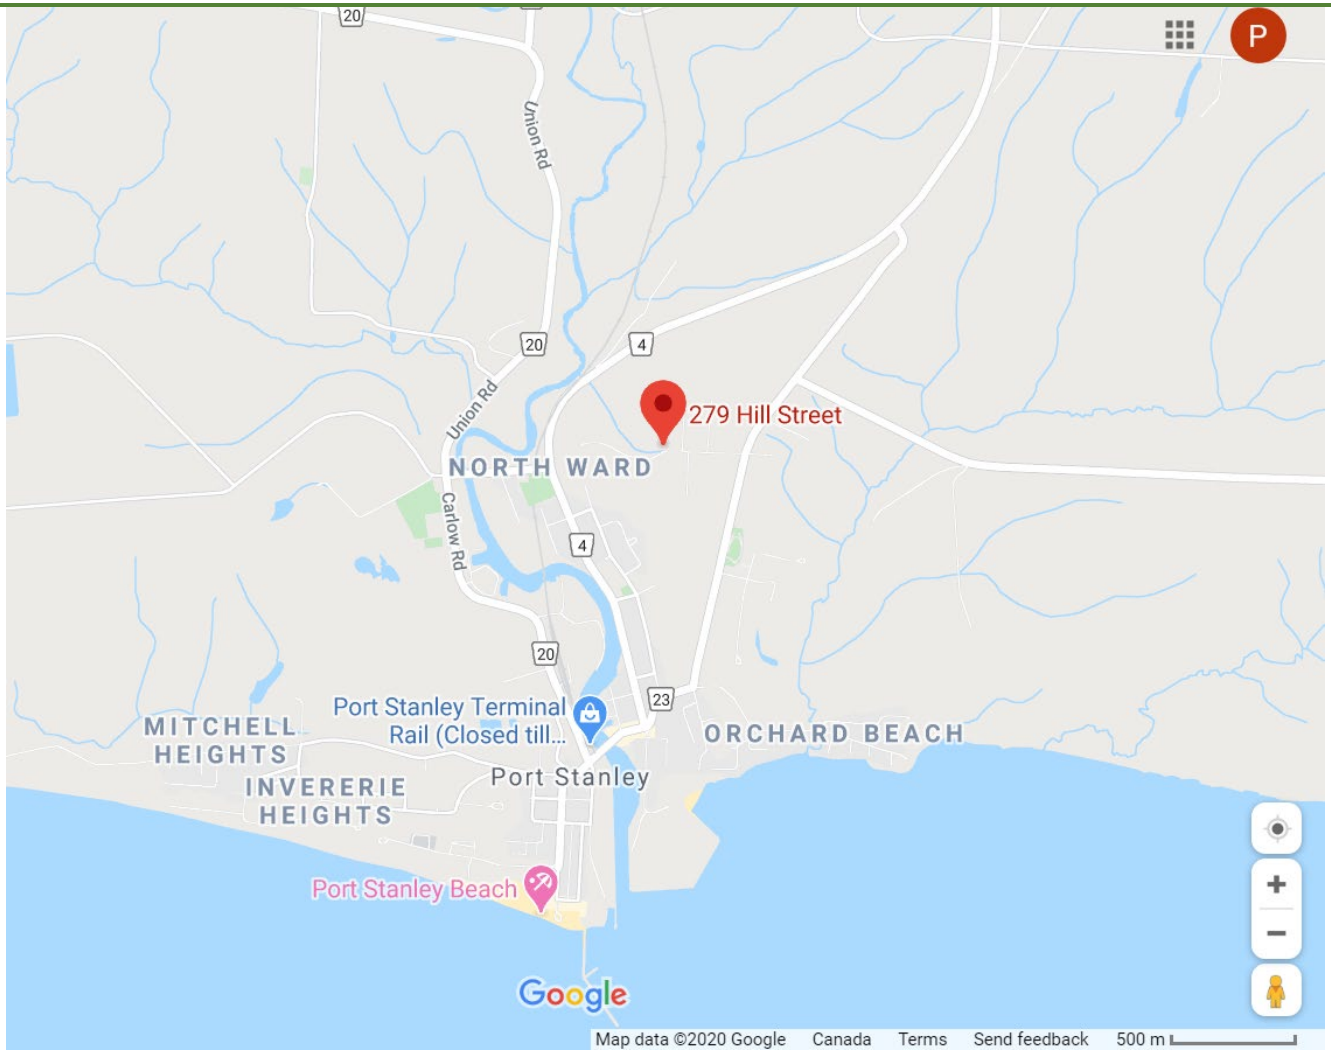 20
P
Union Rd
20
4
279 Hill Street
Union Rd
NORTH WARD
Carlow Rd
4
20
23
Port Stanley Terminal
Rail (Closed till...
MITCHELL
HEIGHTS
ORCHARD BEACH
Port Stanley
INVERERIE
HEIGHTS
Port Stanley Beach
Google
Map data ©2020 Google Canada Terms Send feedback 500 m